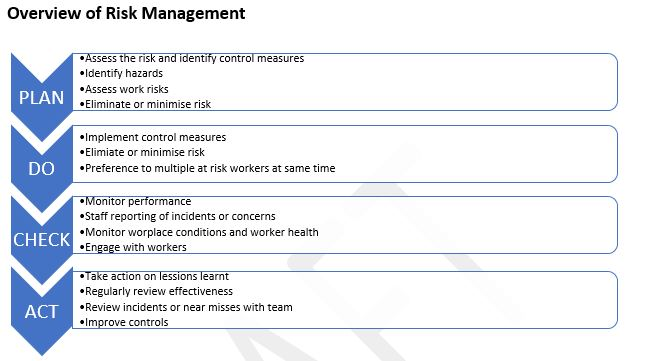 Overview of Risk Management
PLAN
•Assess the risk and identify control measures
•Identify hazards
•Assess work risks
•Eliminate or minimise risk
DO
•Implement control measures
•Elimiate or minimise risk
•Preference to multiple at risk workers at same time
CHECK
•Monitor performance
•Staff reporting of incidents or concerns
•Monitor worplace conditions and worker health
•Engage with workers
ACT
•Take action on lessions learnt
•Regularly review effectiveness
•Review incidents or near misses with team
•Improve controls